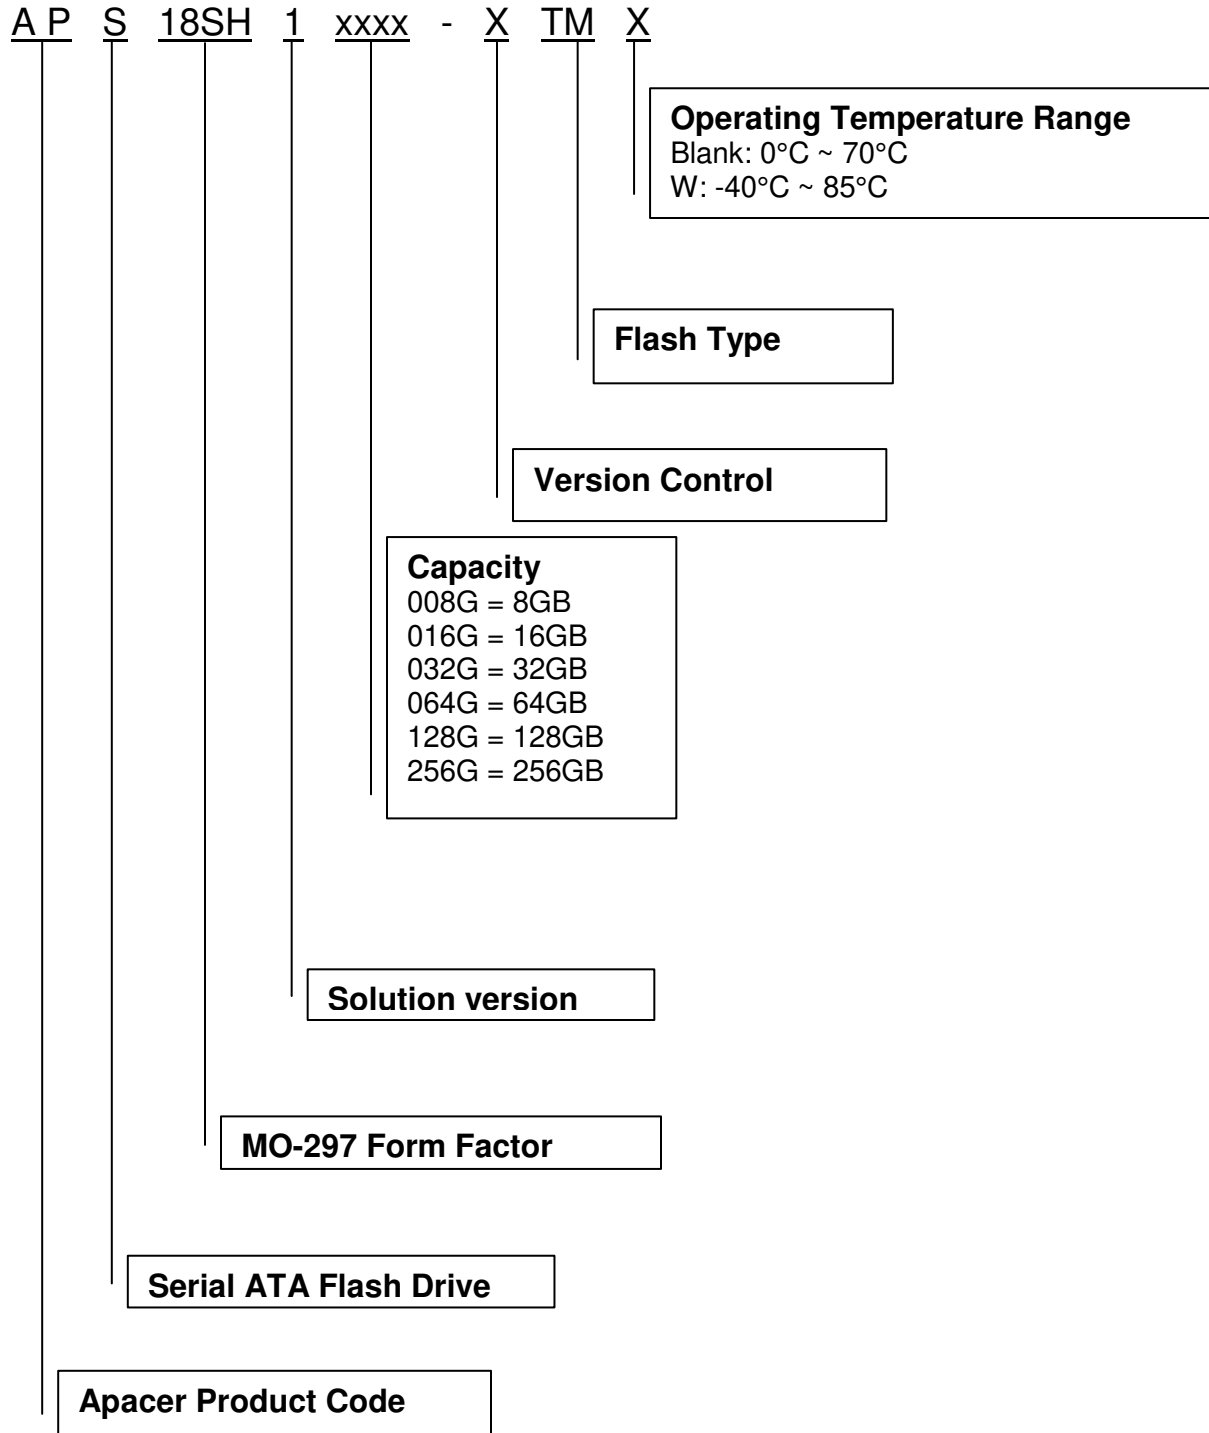 A P S 18SH 1 xxxx - X TM X
Operating Temperature Range
Blank: 0°C ~ 70°C
W: -40°C ~ 85°C
Flash Type
Version Control
Capacity
008G = 8GB
016G = 16GB
032G = 32GB
064G = 64GB
128G = 128GB
256G = 256GB
Solution version
MO-297 Form Factor
Serial ATA Flash Drive
Apacer Product Code